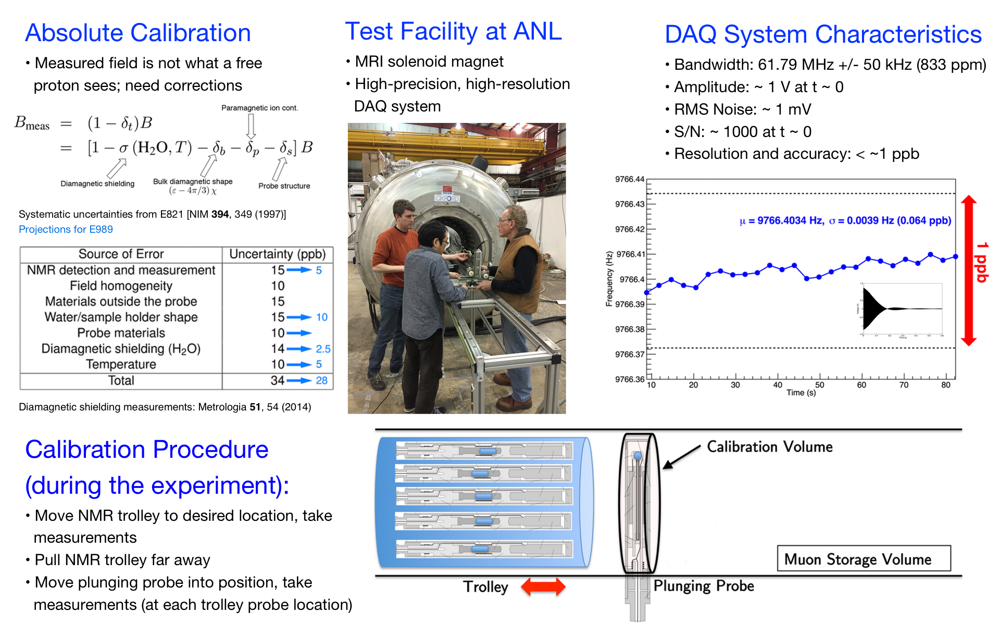 Absolute Calibration
• Measured field is not what a free
proton sees; need corrections
Paramagnetic ion cont.
B_meas = (1 − δ_t)B
= [1 − σ (H₂O, T) − δ_b − δ_p − δ_s] B
Diamagnetic shielding
Bulk diamagnetic shape
(ε − 4π/3) χ
Probe structure
Systematic uncertainties from E821 [NIM 394, 349 (1997)]
Projections for E989
Source of Error Uncertainty (ppb)
NMR detection and measurement 15 5
Field homogeneity 10
Materials outside the probe 15
Water/sample holder shape 15 10
Probe materials 10
Diamagnetic shielding (H₂O) 14 2.5
Temperature 10 5
Total 34 28
Diamagnetic shielding measurements: Metrologia 51, 54 (2014)
Test Facility at ANL
• MRI solenoid magnet
• High-precision, high-resolution
DAQ system
PATIENT
OXFORD
DAQ System Characteristics
• Bandwidth: 61.79 MHz +/- 50 kHz (833 ppm)
• Amplitude: ~ 1 V at t ~ 0
• RMS Noise: ~ 1 mV
• S/N: ~ 1000 at t ~ 0
• Resolution and accuracy: < ~1 ppb
Frequency (Hz)
9766.44
9766.43
9766.42
9766.41
9766.4
9766.39
9766.38
9766.37
9766.36
μ = 9766.4034 Hz, σ = 0.0039 Hz (0.064 ppb)
1 ppb
10 20 30 40 50 60 70 80
Time (s)
Calibration Procedure
(during the experiment):
• Move NMR trolley to desired location, take
measurements
• Pull NMR trolley far away
• Move plunging probe into position, take
measurements (at each trolley probe location)
Calibration Volume
Muon Storage Volume
Trolley
Plunging Probe